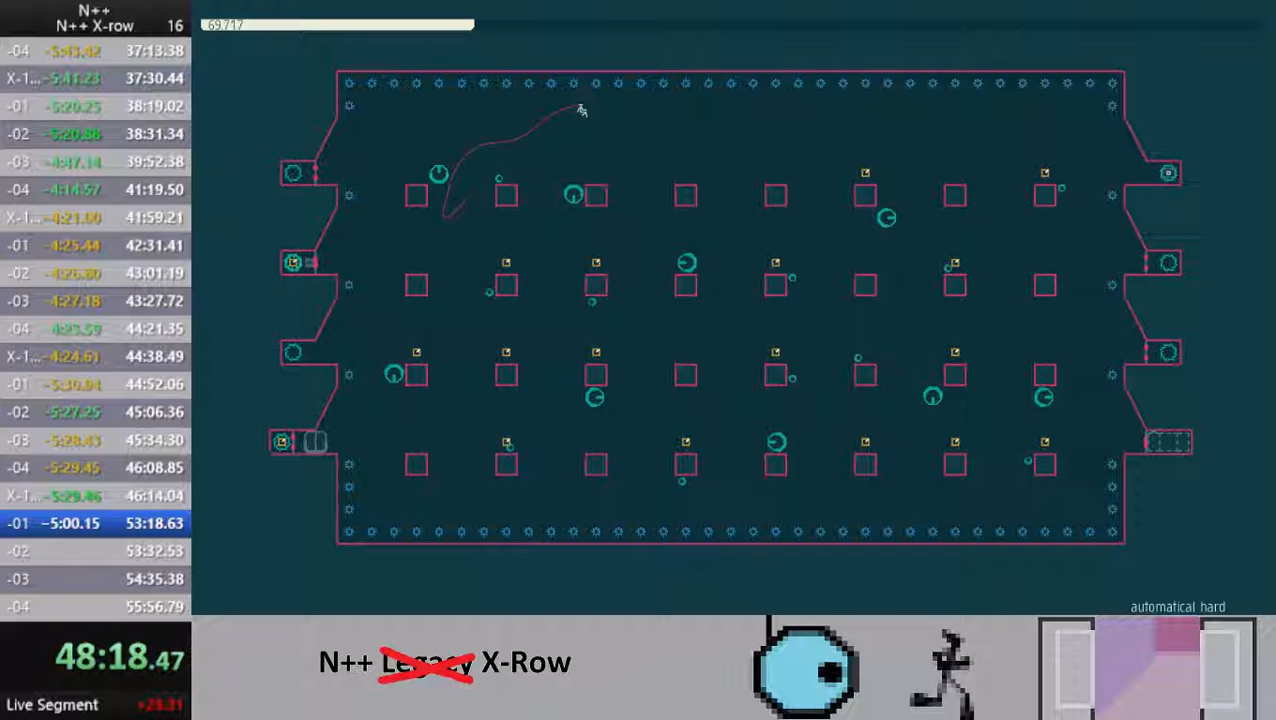 N++
N++ X-row 16
-04 -5:43.42 37:13.38
X-1... -5:41.23 37:30.44
-01 -5:20.25 38:19.02
-02 -5:20.88 38:31.34
-03 -4:47.14 39:52.38
-04 -4:14.57 41:19.50
X-1... -4:21.00 41:59.21
-01 -4:25.44 42:31.41
-02 43:01.19
-03 -4:27.18 43:27.72
-04 -4:23.59 44:21.35
X-1... -4:24.61 44:38.49
-01 44:52.06
-02 -5:27.25 45:06.36
-03 -5:28.43 45:34.30
-04 -5:29.45 46:08.85
X-1... -5:29.46 46:14.04
-01 -5:00.15 53:18.63
-02 53:32.53
-03 54:35.38
-04 55:56.79
48:18.47
Live Segment +29.31
69.717
automatical hard
N++ Legacy X-Row